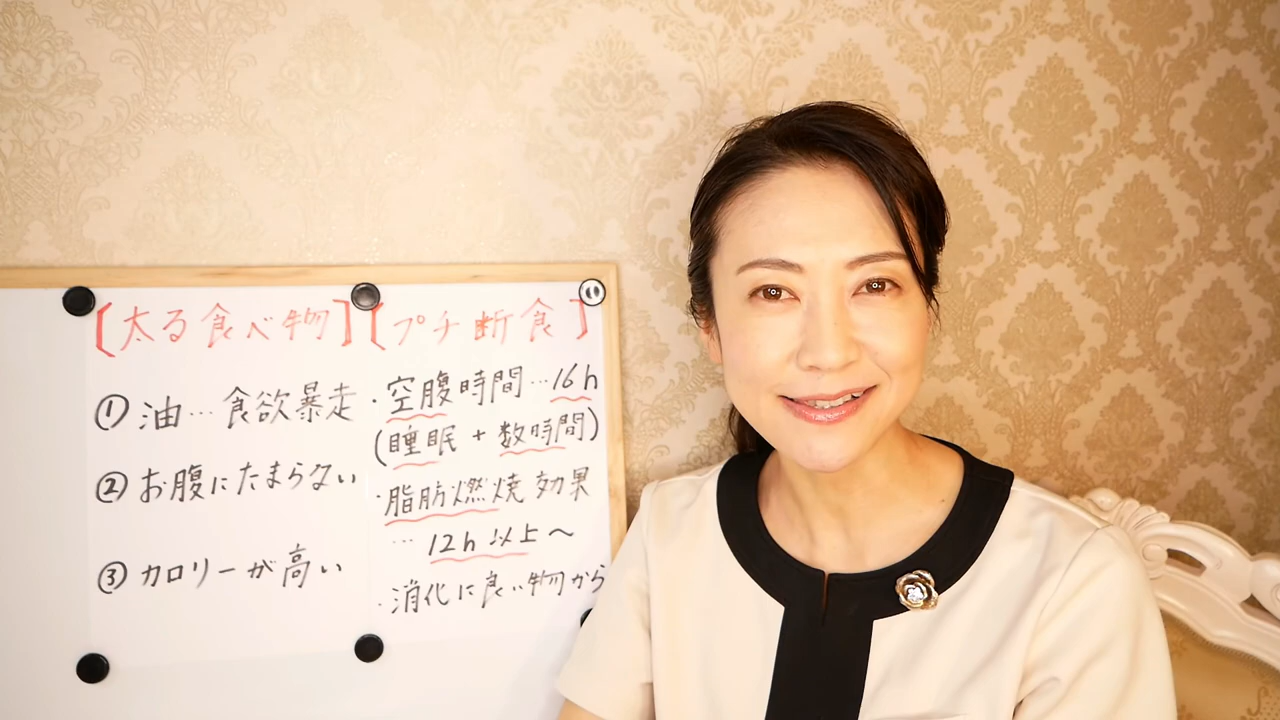 【太る食べ物】
① 油… 食欲暴走
② お腹にたまらない
③ カロリーが高い
【プチ断食】
・空腹時間…16h
(睡眠 + 数時間)
・脂肪燃焼効果
… 12h以上〜
・消化に良い物から